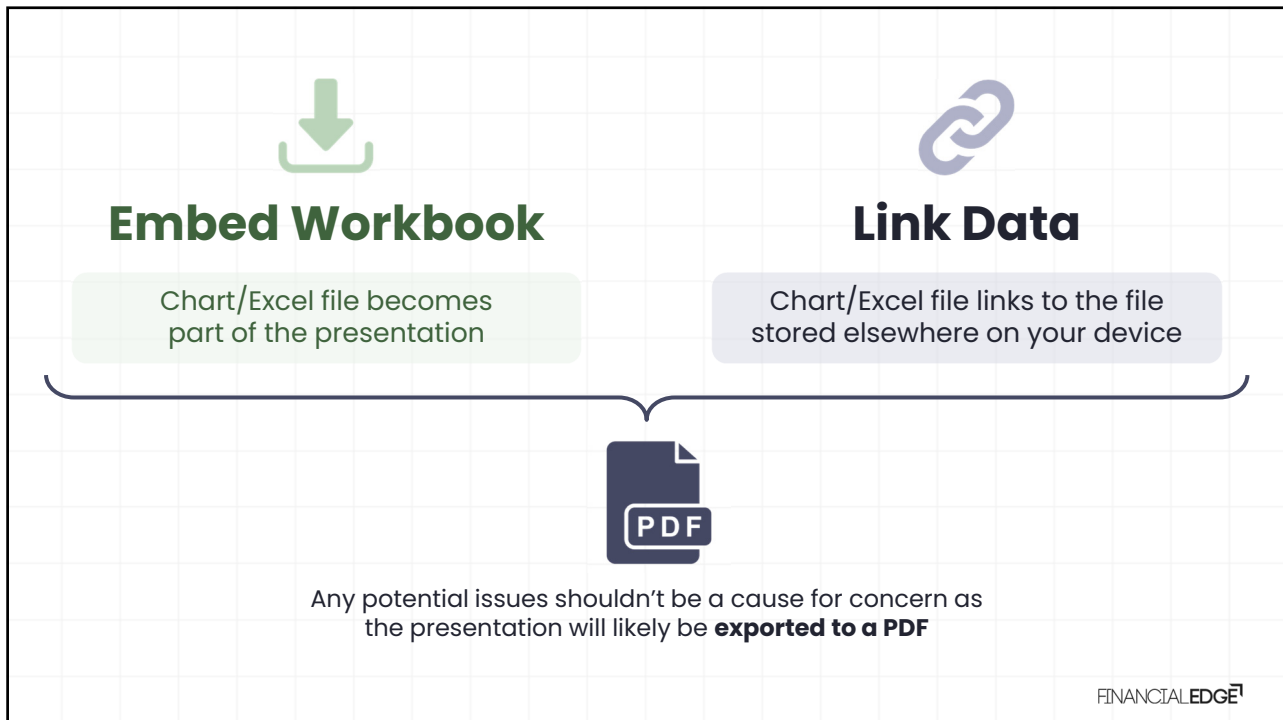 Embed Workbook
Chart/Excel file becomes
part of the presentation
Link Data
Chart/Excel file links to the file
stored elsewhere on your device
PDF
Any potential issues shouldn’t be a cause for concern as
the presentation will likely be exported to a PDF
FINANCIALEDGE